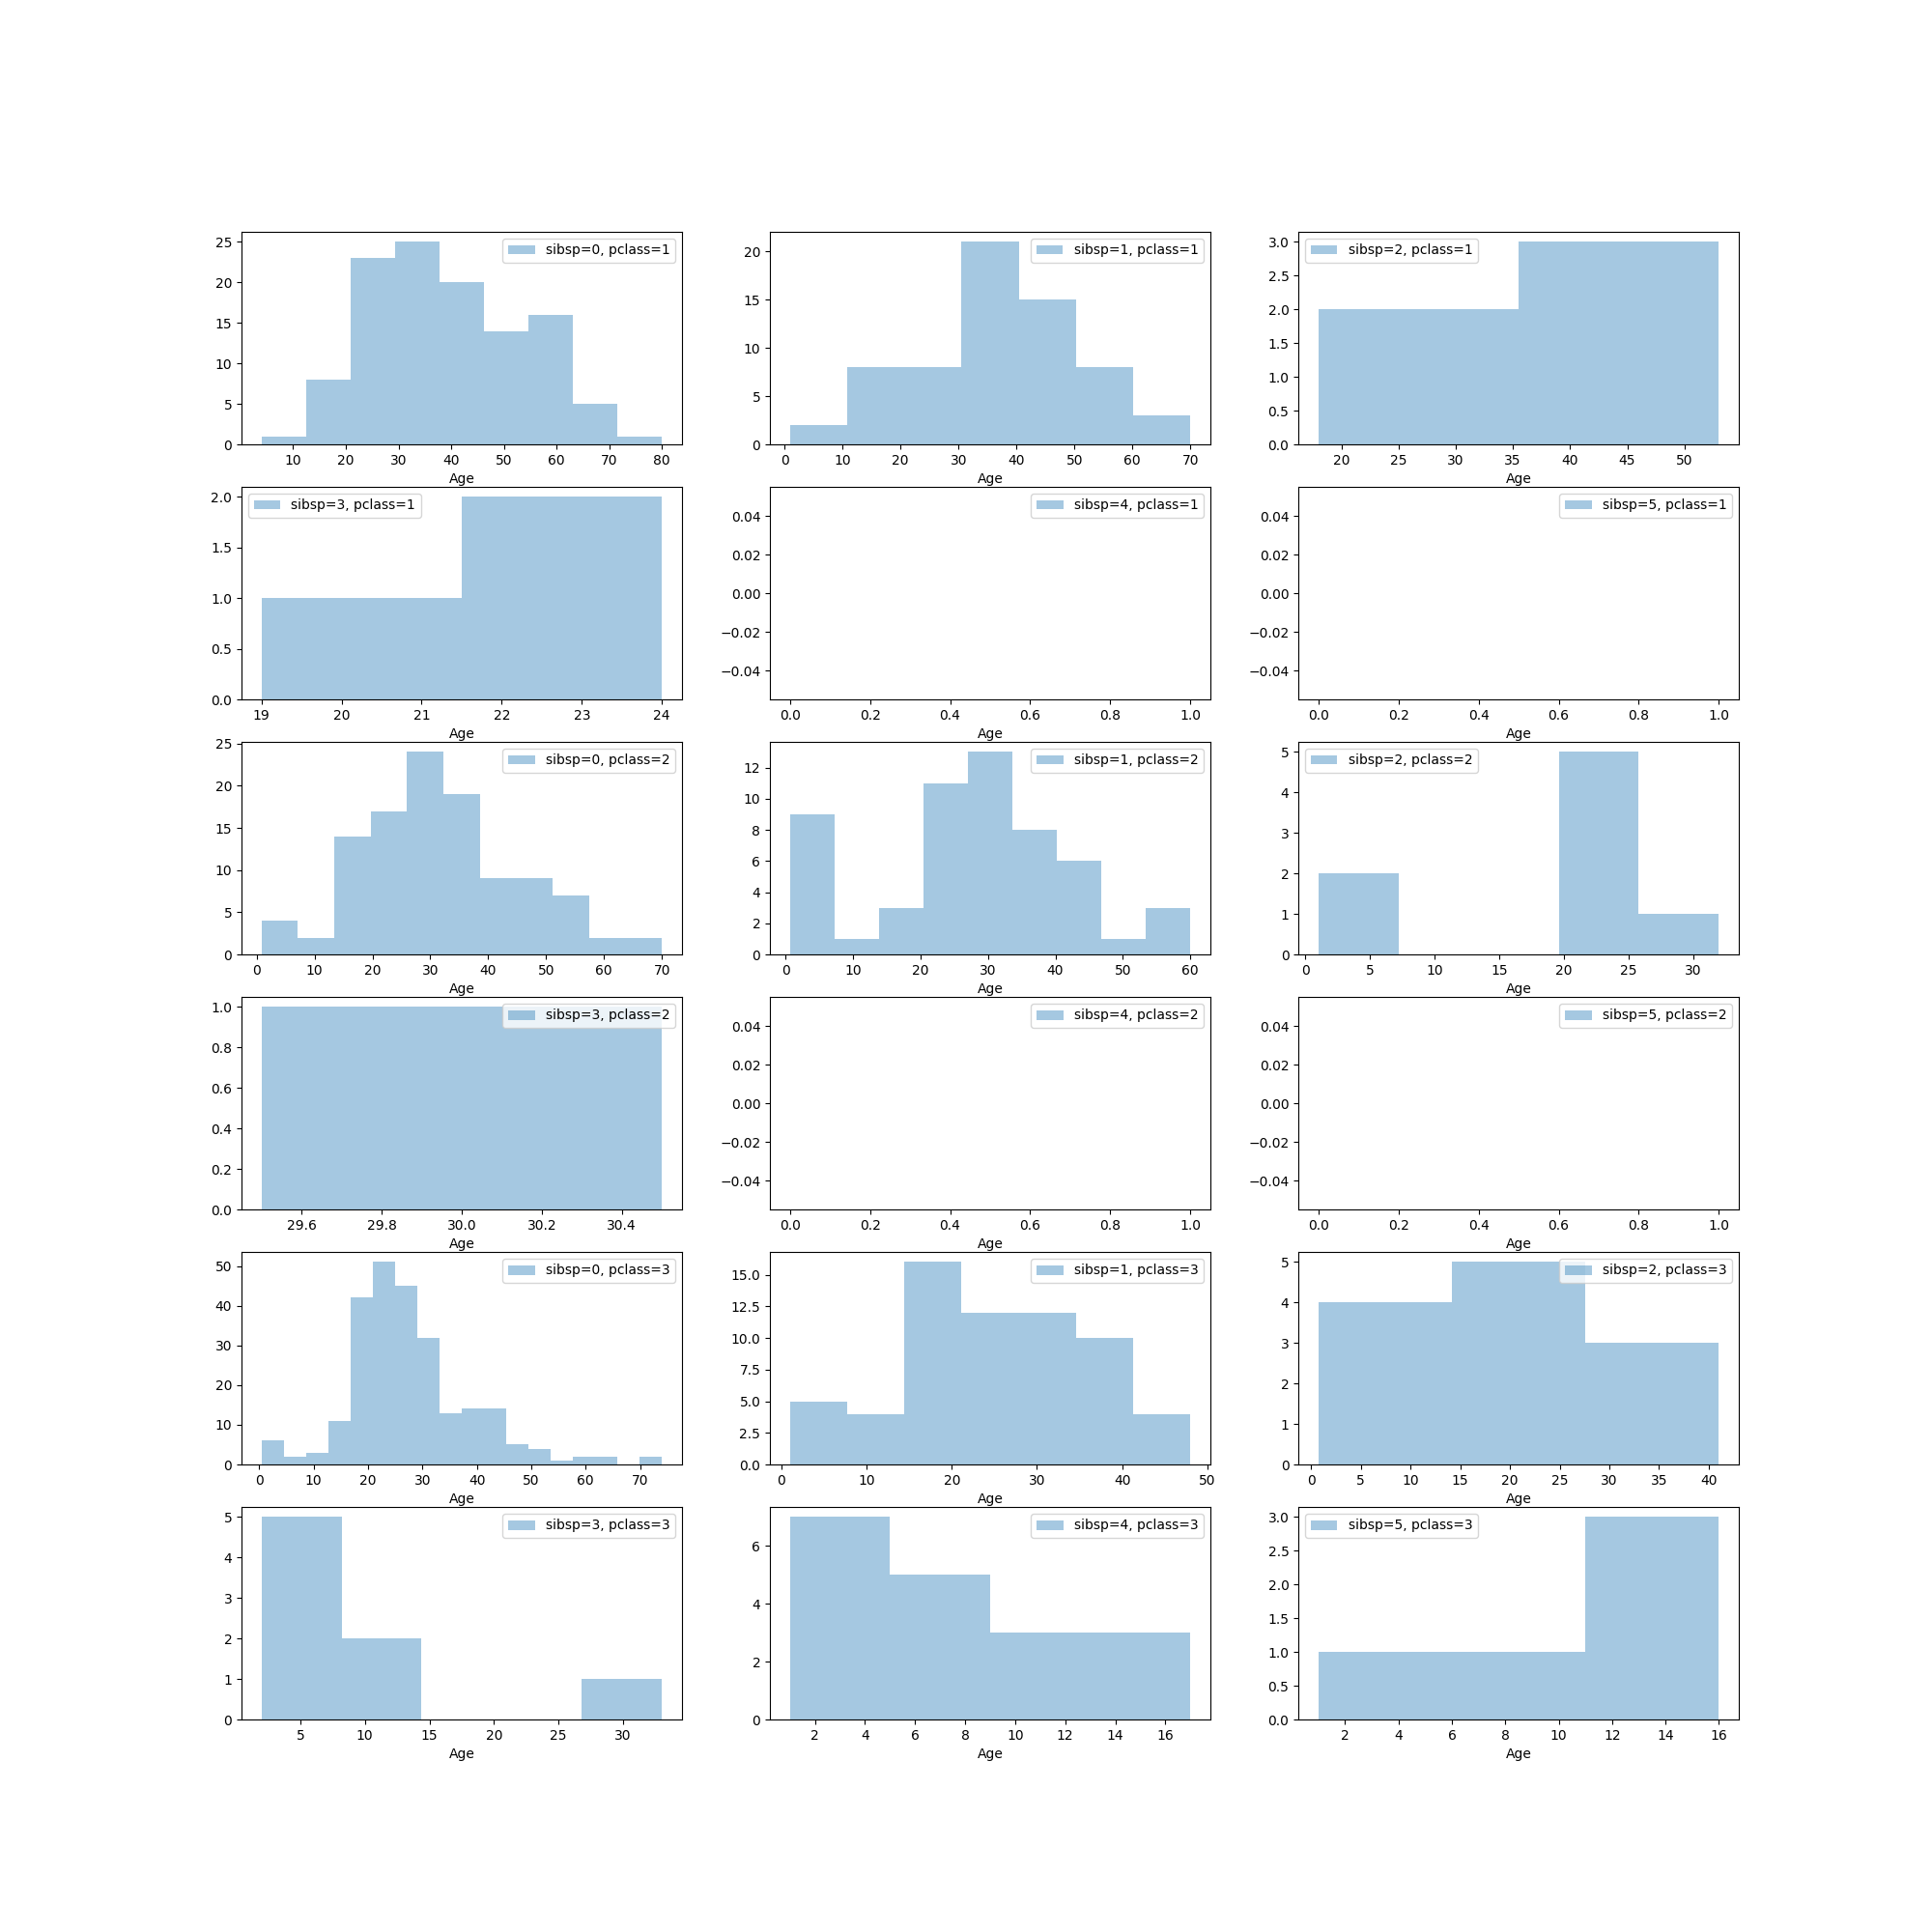 25 20 15 10 5 0
sibsp=0, pclass=1
10 20 30 40 50 60 70 80
Age
20 15 10 5 0
sibsp=1, pclass=1
0 10 20 30 40 50 60 70
Age
3.0 2.5 2.0 1.5 1.0 0.5 0.0
sibsp=2, pclass=1
20 25 30 35 40 45 50
Age
2.0 1.5 1.0 0.5 0.0
sibsp=3, pclass=1
19 20 21 22 23 24
Age
0.04 0.02 0.00 −0.02 −0.04
sibsp=4, pclass=1
0.0 0.2 0.4 0.6 0.8 1.0
Age
0.04 0.02 0.00 −0.02 −0.04
sibsp=5, pclass=1
0.0 0.2 0.4 0.6 0.8 1.0
Age
25 20 15 10 5 0
sibsp=0, pclass=2
0 10 20 30 40 50 60 70
Age
12 10 8 6 4 2 0
sibsp=1, pclass=2
0 10 20 30 40 50 60
Age
5 4 3 2 1 0
sibsp=2, pclass=2
0 5 10 15 20 25 30
Age
1.0 0.8 0.6 0.4 0.2 0.0
sibsp=3, pclass=2
29.6 29.8 30.0 30.2 30.4
Age
0.04 0.02 0.00 −0.02 −0.04
sibsp=4, pclass=2
0.0 0.2 0.4 0.6 0.8 1.0
Age
0.04 0.02 0.00 −0.02 −0.04
sibsp=5, pclass=2
0.0 0.2 0.4 0.6 0.8 1.0
Age
50 40 30 20 10 0
sibsp=0, pclass=3
0 10 20 30 40 50 60 70
Age
15.0 12.5 10.0 7.5 5.0 2.5 0.0
sibsp=1, pclass=3
0 10 20 30 40 50
Age
5 4 3 2 1 0
sibsp=2, pclass=3
0 5 10 15 20 25 30 35 40
Age
5 4 3 2 1 0
sibsp=3, pclass=3
5 10 15 20 25 30
Age
6 4 2 0
sibsp=4, pclass=3
2 4 6 8 10 12 14 16
Age
3.0 2.5 2.0 1.5 1.0 0.5 0.0
sibsp=5, pclass=3
2 4 6 8 10 12 14 16
Age